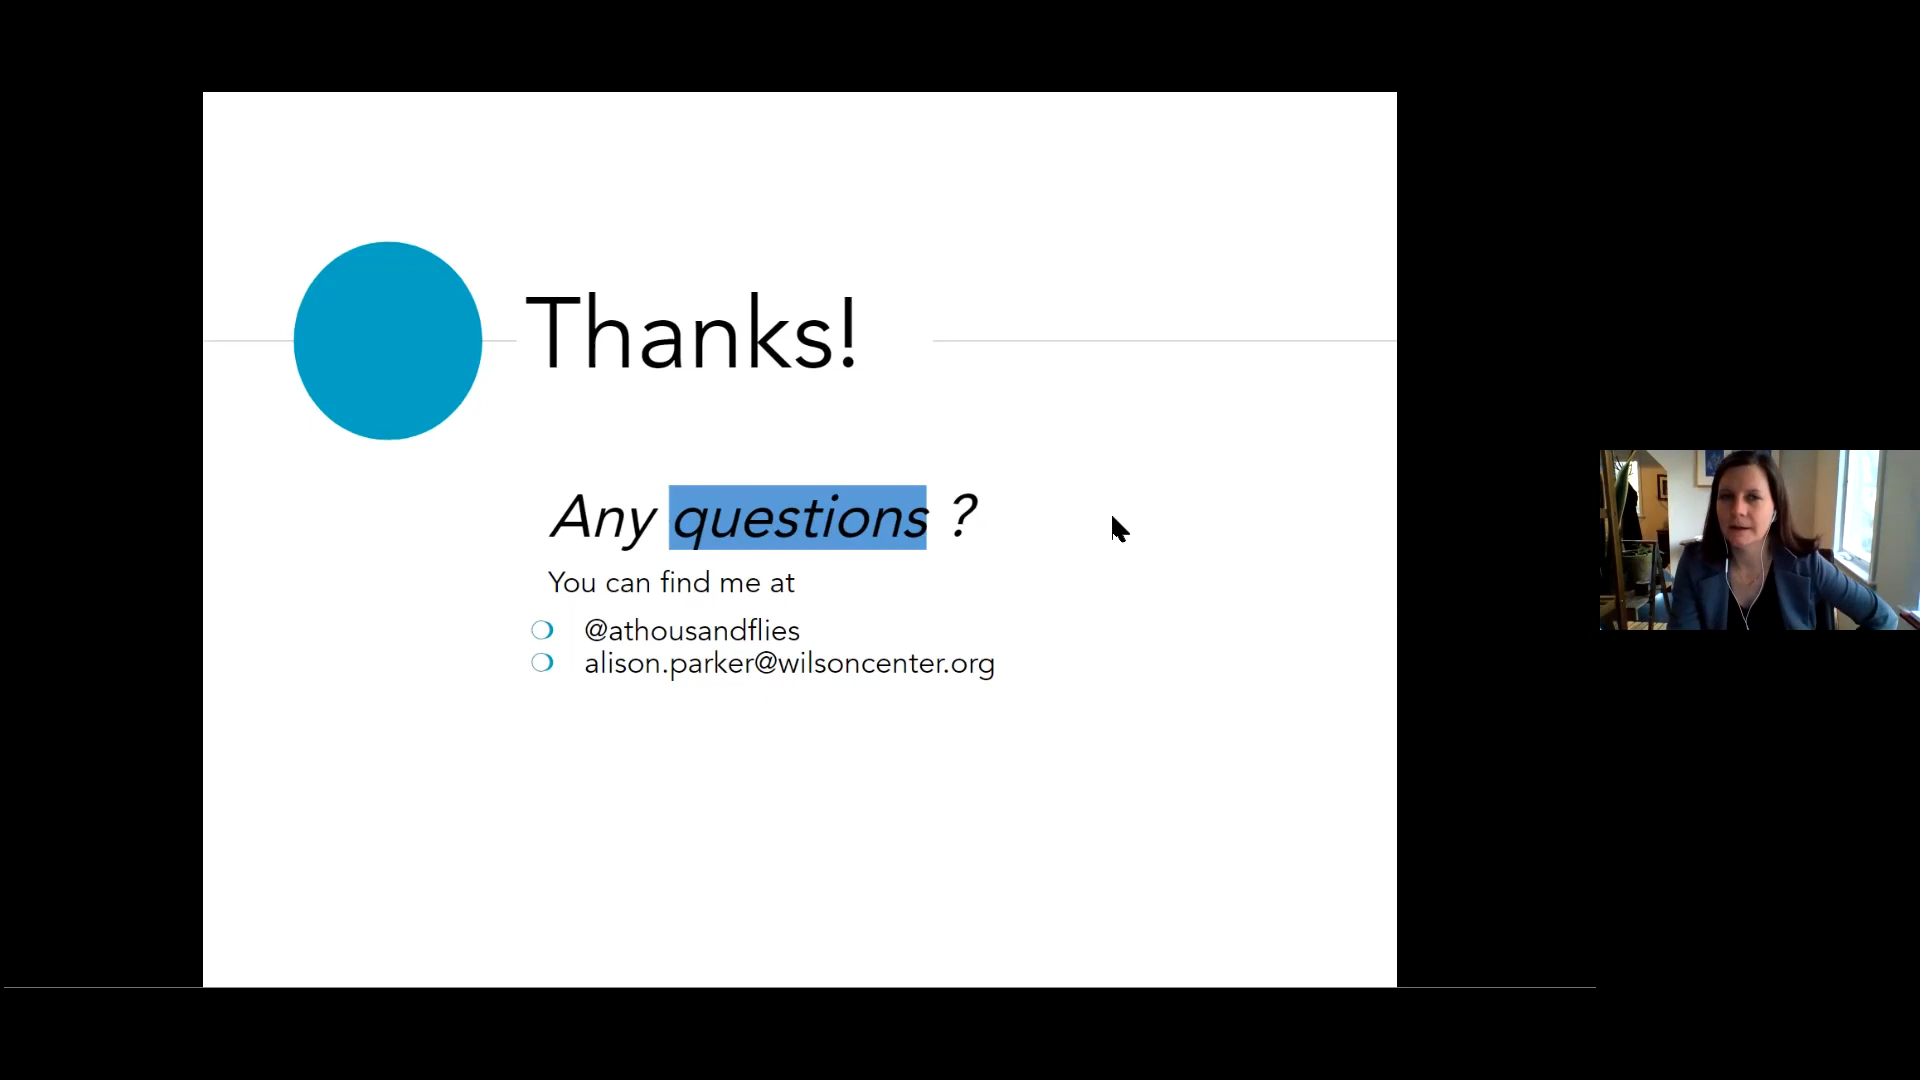 Thanks!
Any questions ?
You can find me at
@athousandflies
alison.parker@wilsoncenter.org